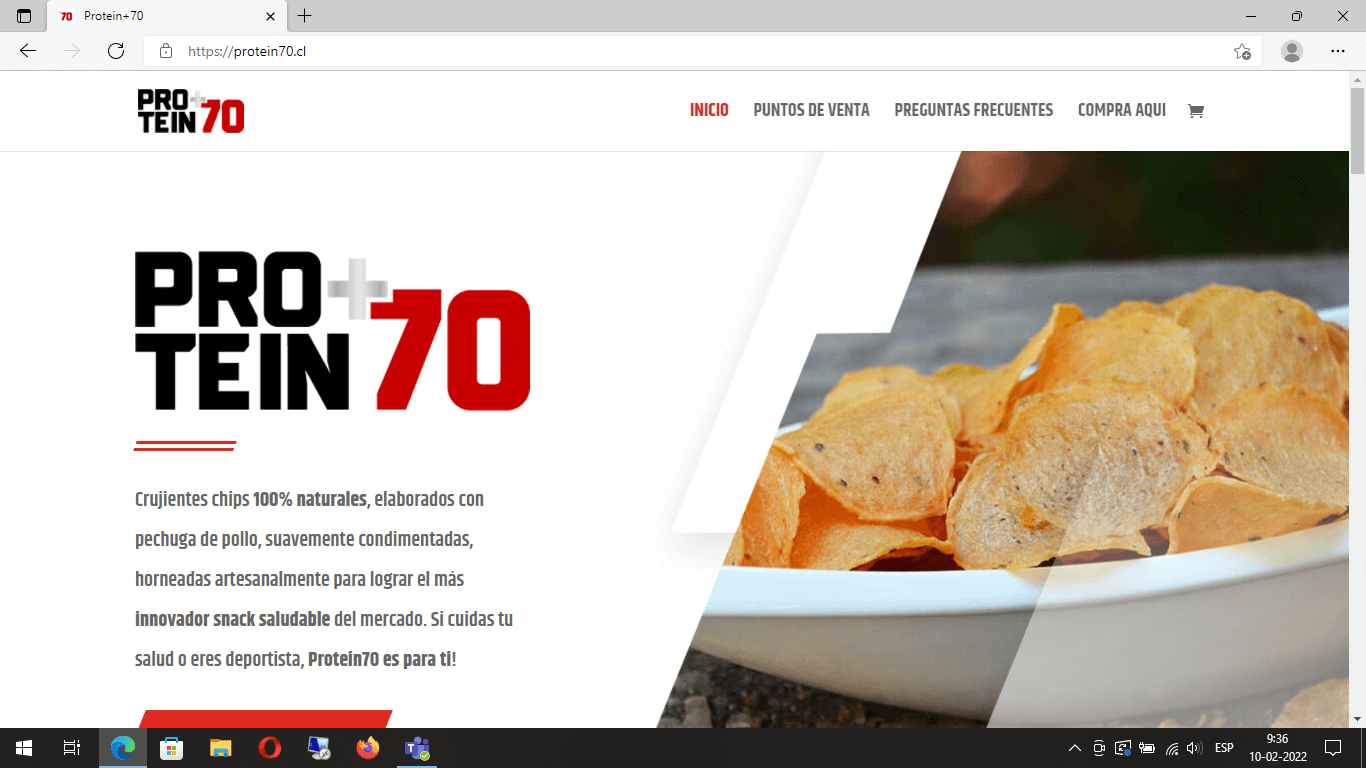 70 Protein+70
https://protein70.cl
PRO+
TEIN70
INICIO PUNTOS DE VENTA PREGUNTAS FRECUENTES COMPRA AQUI
PRO+
TEIN70
Crujientes chips 100% naturales, elaborados con
pechuga de pollo, suavemente condimentadas,
horneadas artesanalmente para lograr el más
innovador snack saludable del mercado. Si cuidas tu
salud o eres deportista, Protein70 es para ti!
ESP
9:36
10-02-2022